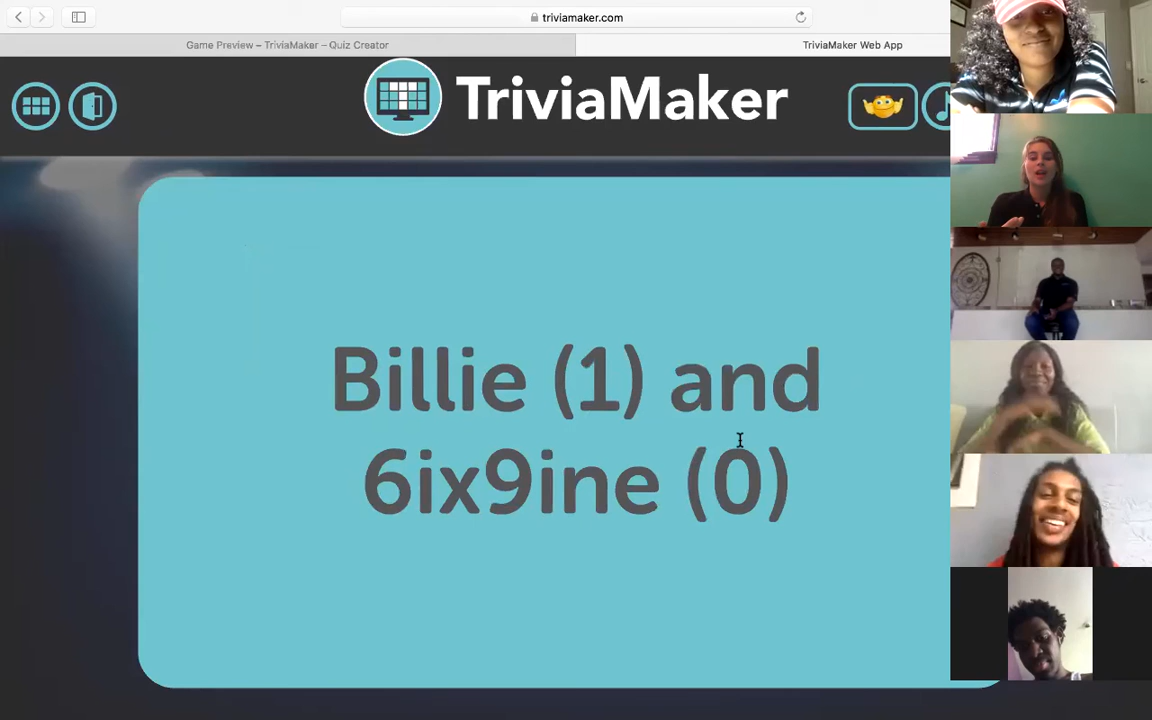 triviamaker.com
Game Preview – TriviaMaker – Quiz Creator
TriviaMaker Web App
TriviaMaker
Billie (1) and
6ix9ine (0)